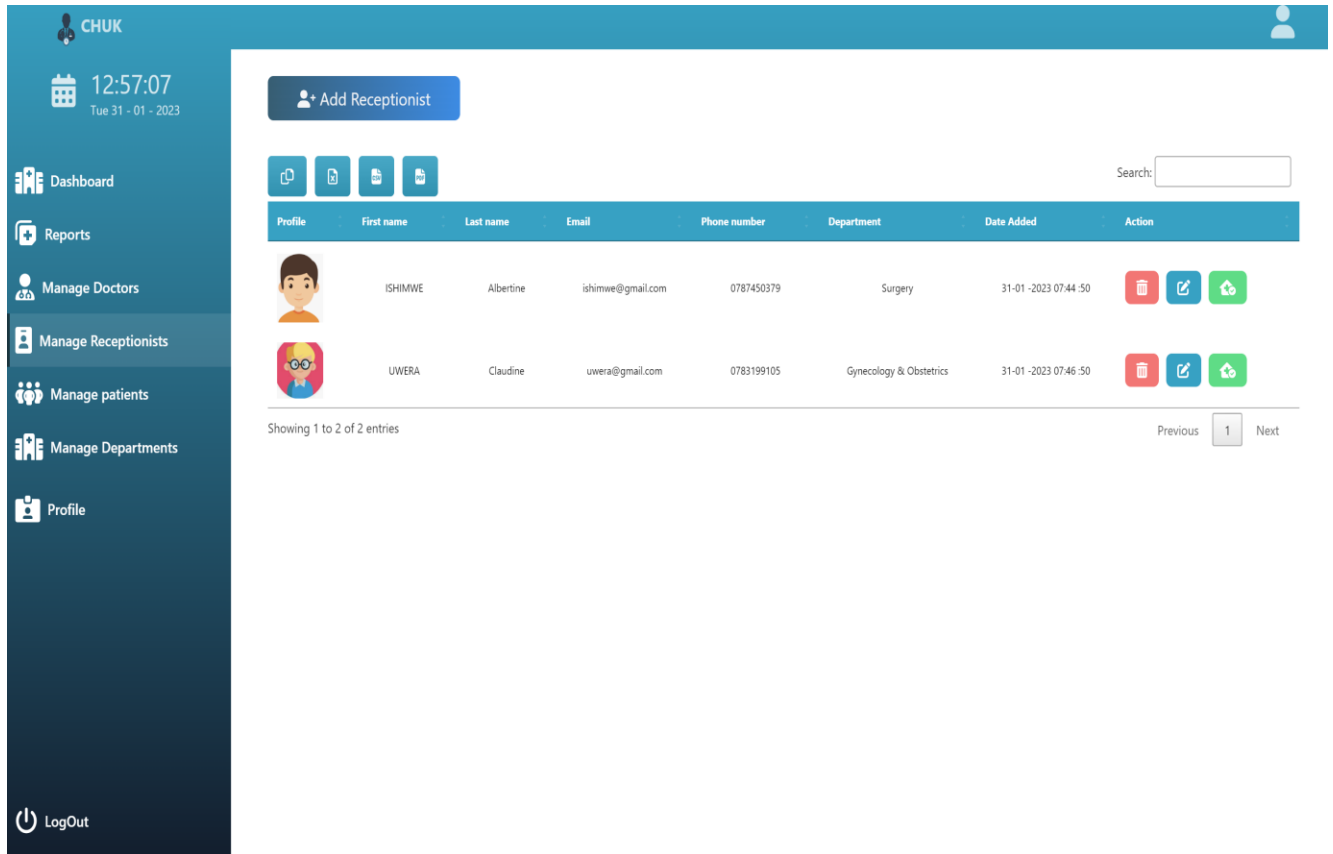 CHUK
12:57:07
Tue 31 - 01 - 2023
Dashboard
Reports
Manage Doctors
Manage Receptionists
Manage patients
Manage Departments
Profile
LogOut
Add Receptionist
Search:
Profile First name Last name Email Phone number Department Date Added Action
ISHIMWE Albertine ishimwe@gmail.com 0787450379 Surgery 31-01 -2023 07:44 :50
UWERA Claudine uwera@gmail.com 0783199105 Gynecology & Obstetrics 31-01 -2023 07:46 :50
Showing 1 to 2 of 2 entries
Previous 1 Next